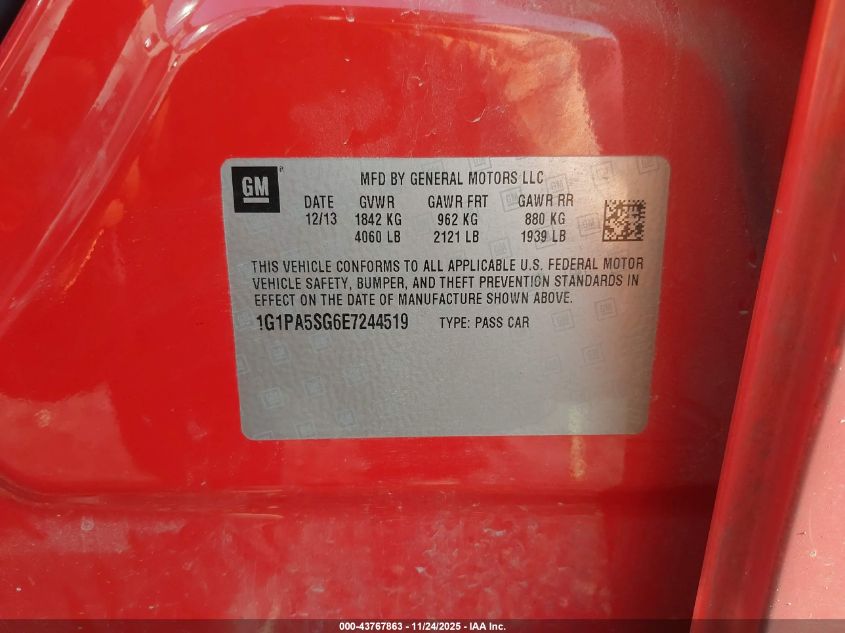 GM
MFD BY GENERAL MOTORS LLC
DATE GVWR GAWR FRT GAWR RR
12/13 1842 KG 962 KG 880 KG
4060 LB 2121 LB 1939 LB
THIS VEHICLE CONFORMS TO ALL APPLICABLE U.S. FEDERAL MOTOR
VEHICLE SAFETY, BUMPER, AND THEFT PREVENTION STANDARDS IN
EFFECT ON THE DATE OF MANUFACTURE SHOWN ABOVE.
1G1PA5SG6E7244519 TYPE: PASS CAR
000-43767863 - 11/24/2025 - IAA Inc.